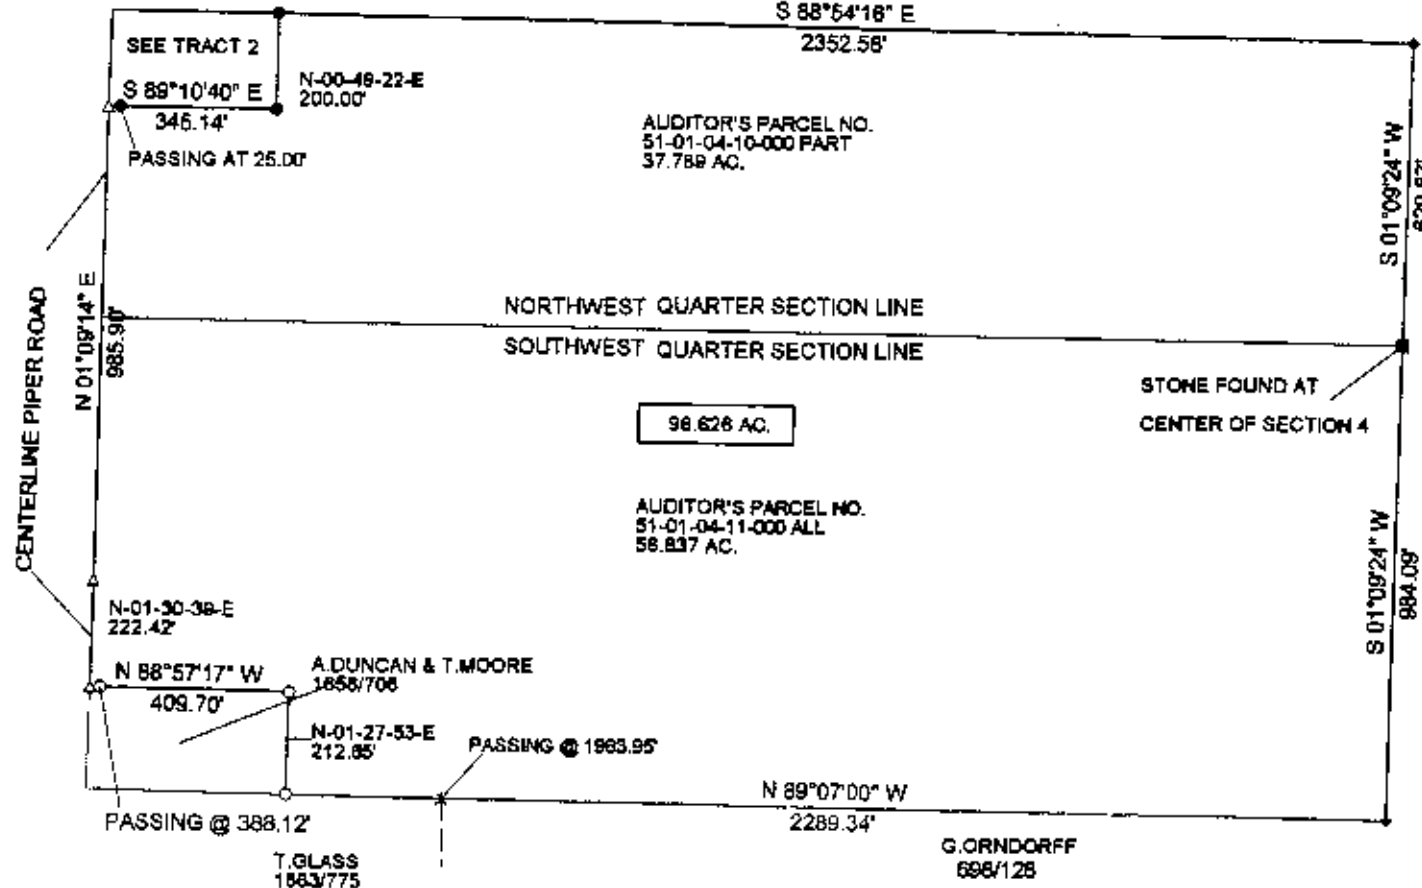 S 88°54'16" E
2352.58'
SEE TRACT 2
N-00-49-22-E
200.00'
S 89°10'40" E
345.14'
PASSING AT 25.00'
AUDITOR'S PARCEL NO.
51-01-04-10-000 PART
37.789 AC.
S 01°09'24" W
CENTERLINE PIPER ROAD
N 01°09'14" E
985.90'
NORTHWEST QUARTER SECTION LINE
SOUTHWEST QUARTER SECTION LINE
STONE FOUND AT
CENTER OF SECTION 4
96.626 AC.
AUDITOR'S PARCEL NO.
51-01-04-11-000 ALL
58.837 AC.
S 01°09'24" W
984.09'
N-01-30-39-E
222.42'
N 88°57'17" W
409.70'
A.DUNCAN & T.MOORE
1656/706
N-01-27-53-E
212.65'
PASSING @ 1963.95'
N 89°07'00" W
2289.34'
PASSING @ 388.12'
T.GLASS
1663/775
G.ORNDORFF
698/128